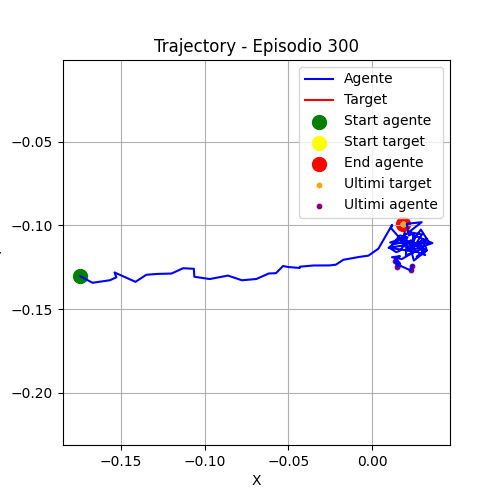 Trajectory - Episodio 300
Agente
Target
Start agente
Start target
End agente
Ultimi target
Ultimi agente
−0.05
−0.10
−0.15
−0.20
−0.15
−0.10
−0.05
0.00
X